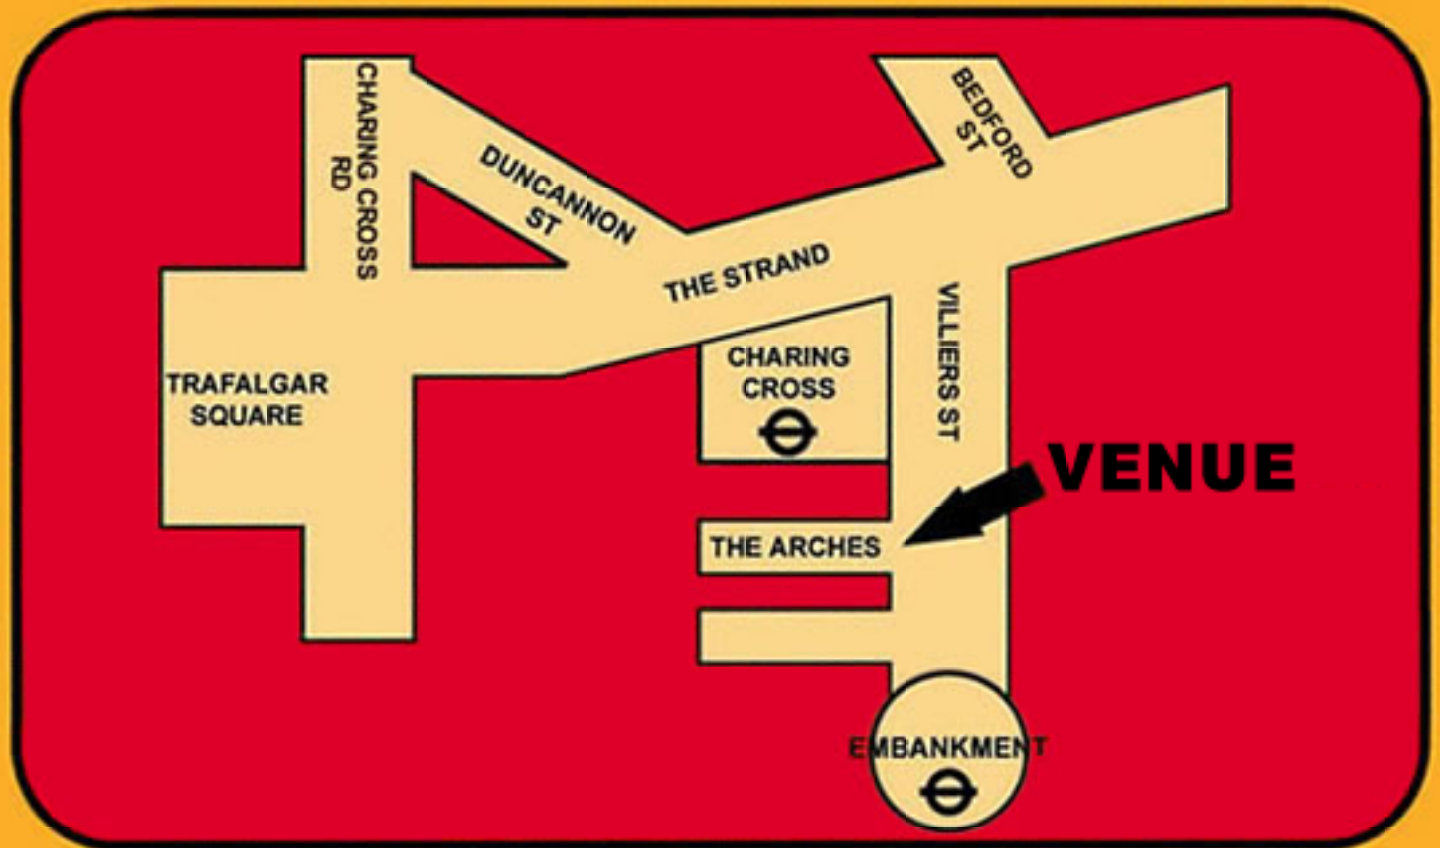 CHARING CROSS
RD
DUNCANNON
ST
BEDFORD
ST
THE STRAND
TRAFALGAR
SQUARE
CHARING
CROSS
VILLIERS ST
VENUE
THE ARCHES
EMBANKMENT